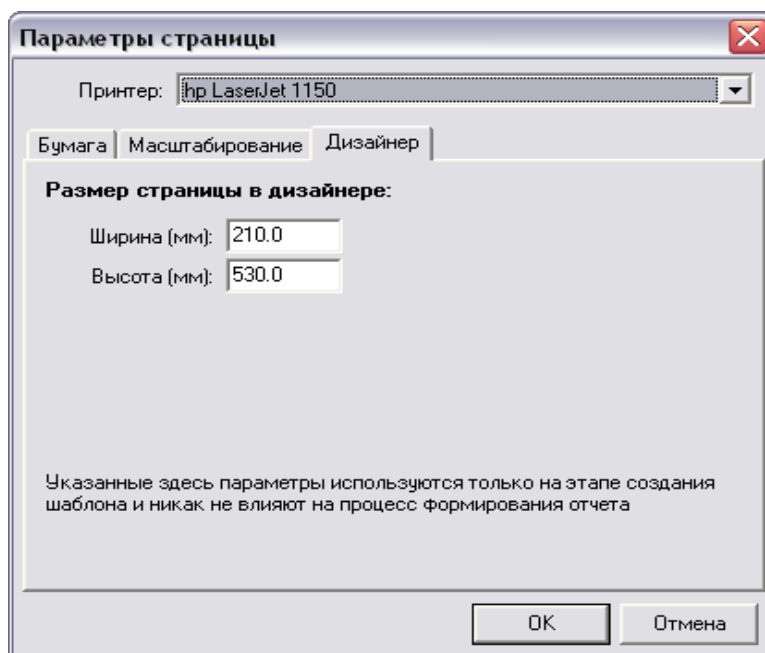 Параметры страницы
Принтер: hp LaserJet 1150
Бумага Масштабирование Дизайнер
Размер страницы в дизайнере:
Ширина (мм): 210.0
Высота (мм): 530.0
Указанные здесь параметры используются только на этапе создания
шаблона и никак не влияют на процесс формирования отчета
OK Отмена